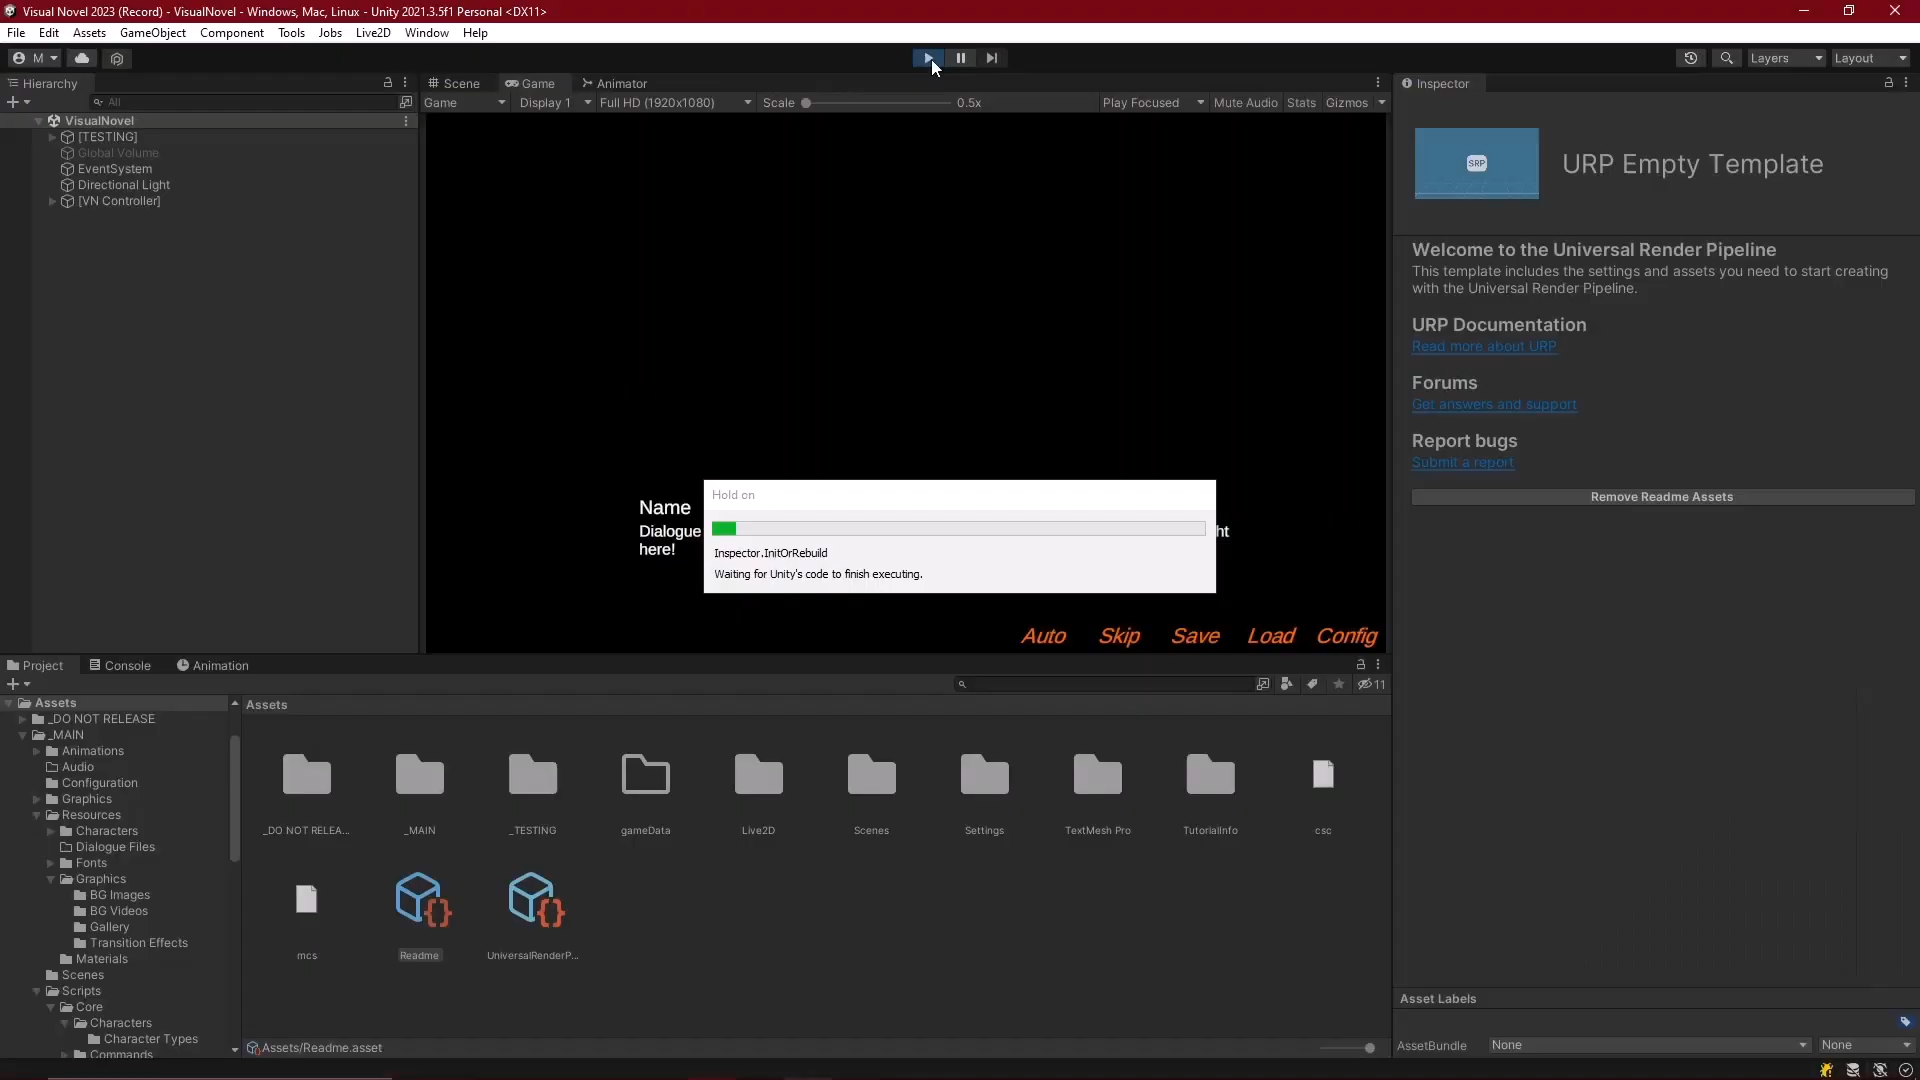 Visual Novel 2023 (Record) - VisualNovel - Windows, Mac, Linux - Unity 2021.3.5f1 Personal <DX11>
File Edit Assets GameObject Component Tools Jobs Live2D Window Help
M
Layers Layout
Hierarchy
Scene Game Animator
Inspector
All
Game Display 1 Full HD (1920x1080) Scale 0.5x Play Focused Mute Audio Stats Gizmos
VisualNovel
[TESTING]
Global Volume
EventSystem
Directional Light
[VN Controller]
SRP
URP Empty Template
Welcome to the Universal Render Pipeline
This template includes the settings and assets you need to start creating
with the Universal Render Pipeline.
URP Documentation
Read more about URP
Forums
Get answers and support
Report bugs
Submit a report
Remove Readme Assets
Name
Dialogue
ht
here!
Hold on
Inspector.InitOrRebuild
Waiting for Unity's code to finish executing.
Auto Skip Save Load Config
Project Console Animation
11
Assets
_DO NOT RELEASE
_MAIN
Animations
Audio
Configuration
Graphics
Resources
Characters
Dialogue Files
Fonts
Graphics
BG Images
BG Videos
Gallery
Transition Effects
Materials
Scenes
Scripts
Core
Characters
Character Types
Commands
Assets
_DO NOT RELEA...
_MAIN
_TESTING
gameData
Live2D
Scenes
Settings
TextMesh Pro
TutorialInfo
csc
mcs
Readme
UniversalRenderP...
Assets/Readme.asset
Asset Labels
AssetBundle None None